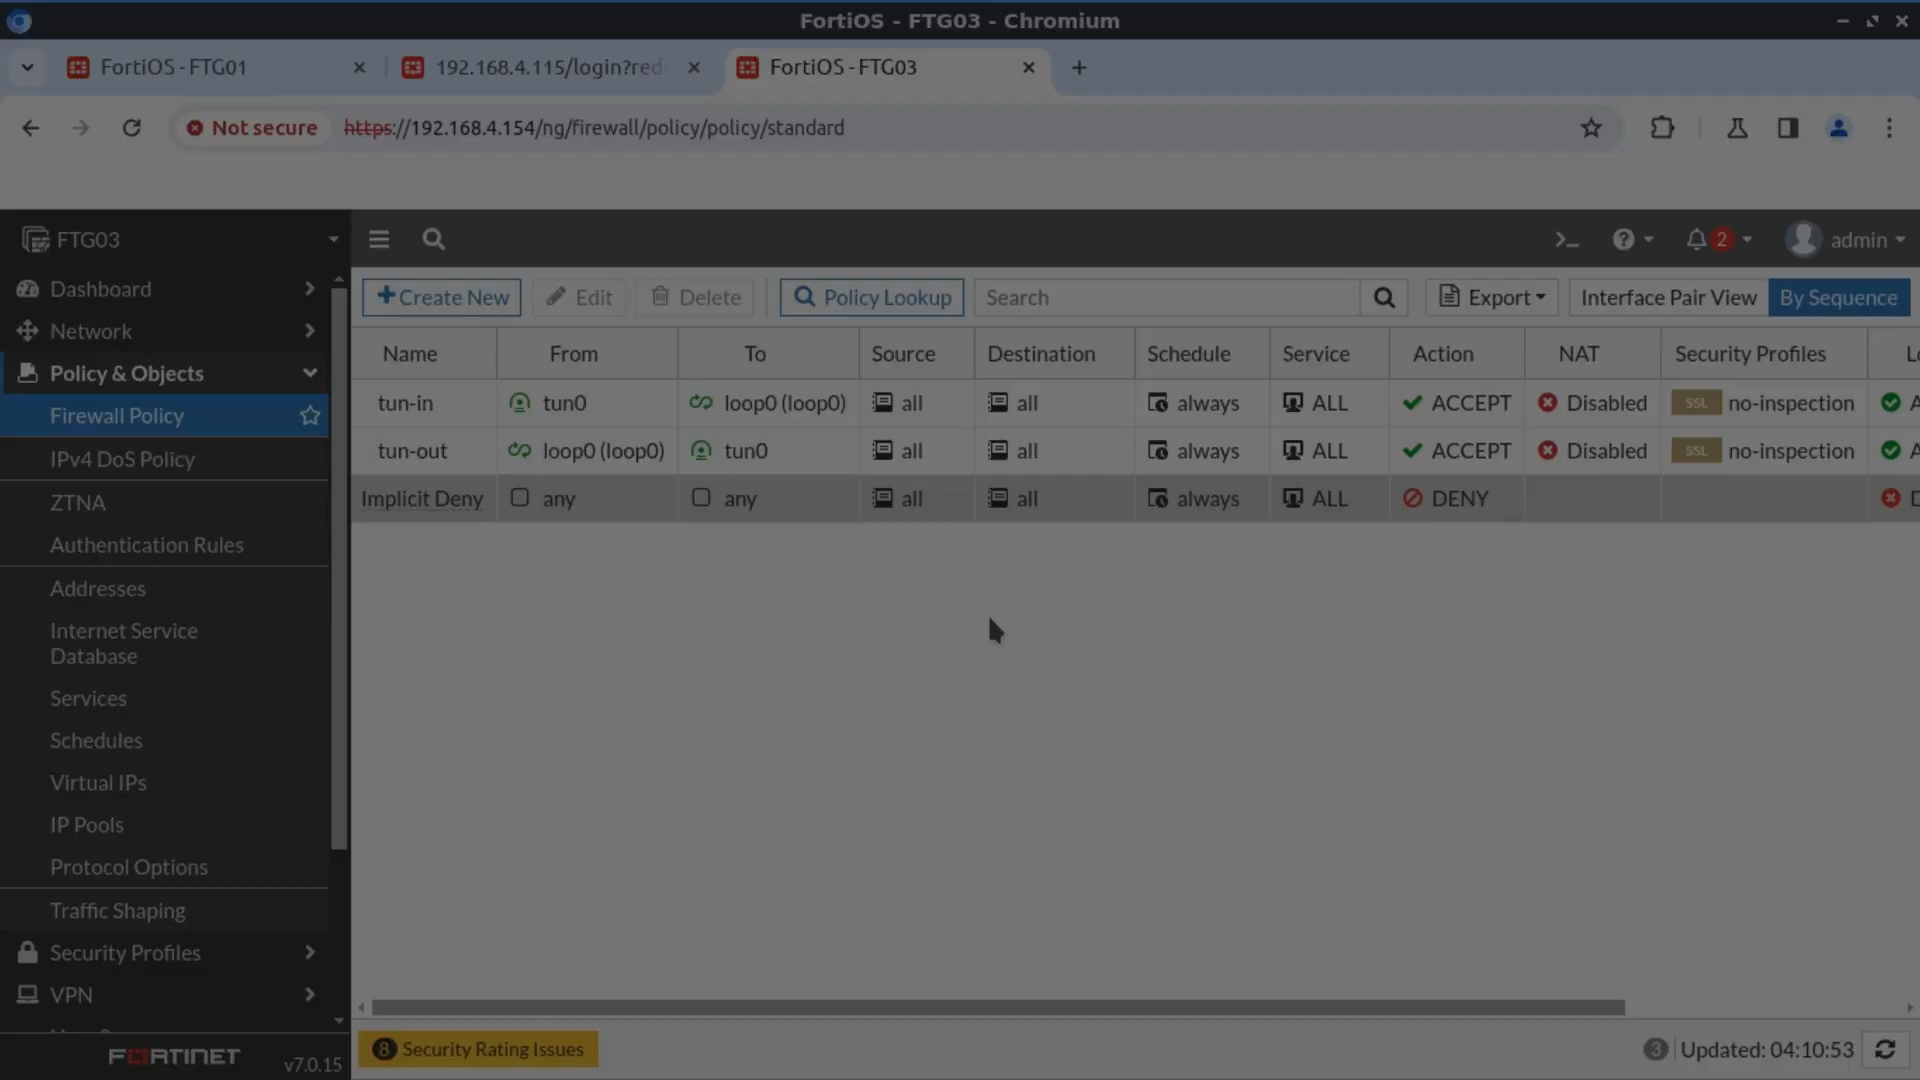 FortiOS - FTG03 - Chromium
FortiOS - FTG01
192.168.4.115/login?red
FortiOS - FTG03
Not secure
https://192.168.4.154/ng/firewall/policy/policy/standard
FTG03
2
admin
Dashboard
Network
Policy & Objects
Firewall Policy
IPv4 DoS Policy
ZTNA
Authentication Rules
Addresses
Internet Service
Database
Services
Schedules
Virtual IPs
IP Pools
Protocol Options
Traffic Shaping
Security Profiles
VPN
FORTINET
v7.0.15
Create New
Edit
Delete
Policy Lookup
Search
Export
Interface Pair View
By Sequence
Name From To Source Destination Schedule Service Action NAT Security Profiles Lo
tun-in tun0 loop0 (loop0) all all always ALL ACCEPT Disabled SSL no-inspection A
tun-out loop0 (loop0) tun0 all all always ALL ACCEPT Disabled SSL no-inspection A
Implicit Deny any any all all always ALL DENY D
8 Security Rating Issues
3 Updated: 04:10:53